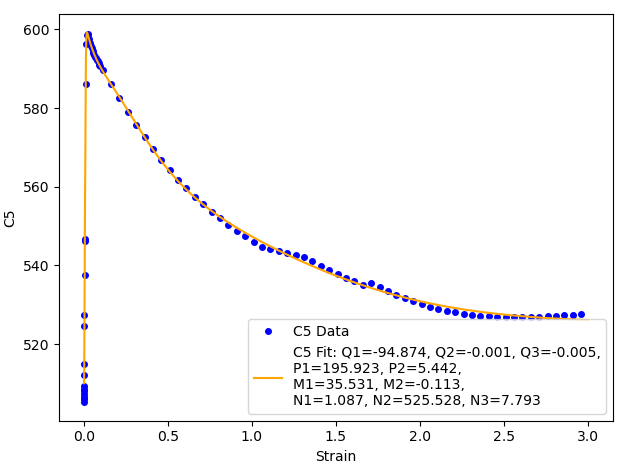 600
580
560
540
520
C5
C5 Data
C5 Fit: Q1=-94.874, Q2=-0.001, Q3=-0.005,
P1=195.923, P2=5.442,
M1=35.531, M2=-0.113,
N1=1.087, N2=525.528, N3=7.793
0.0 0.5 1.0 1.5 2.0 2.5 3.0
Strain